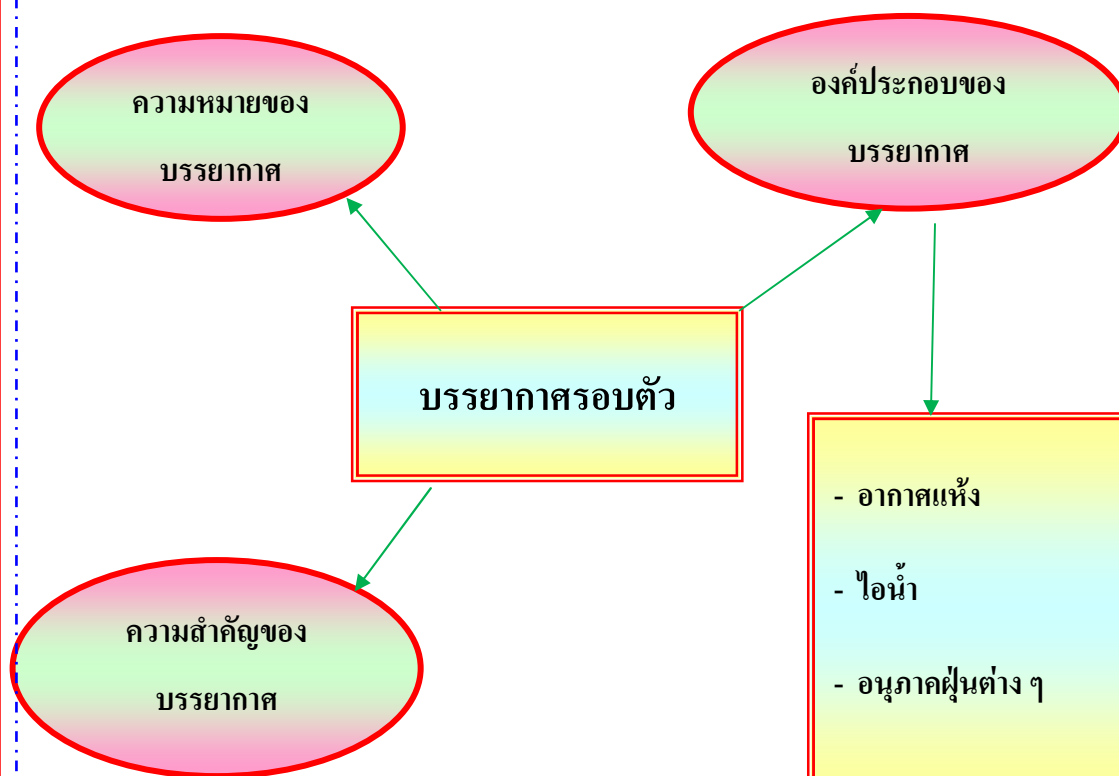 ความหมายของ
บรรยากาศ
องค์ประกอบของ
บรรยากาศ
บรรยากาศรอบตัว
- อากาศแห้ง
- ไอน้ำ
- อนุภาคฝุ่นต่าง ๆ
ความสำคัญของ
บรรยากาศ